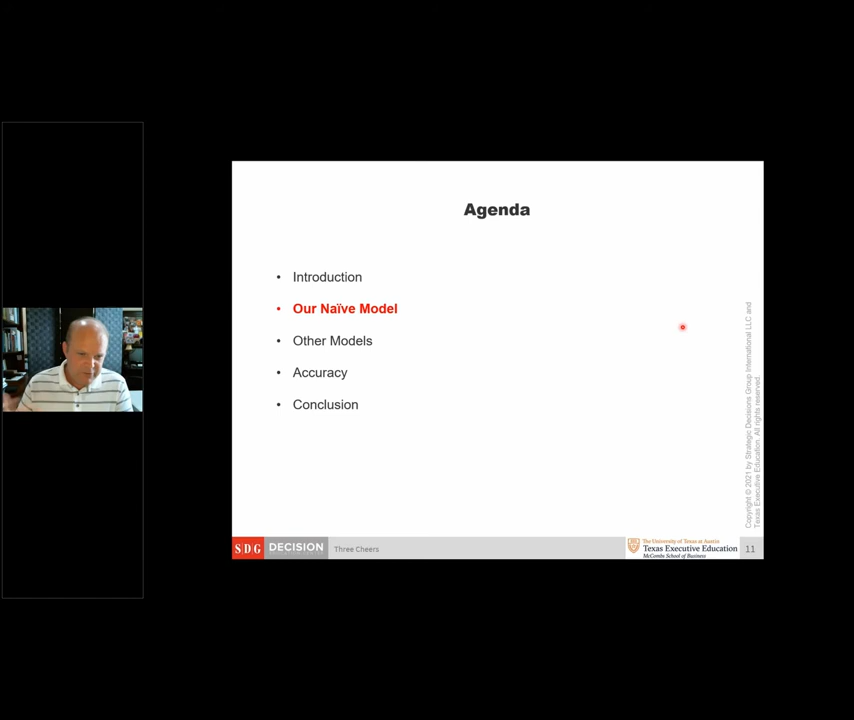 Agenda
• Introduction
• Our Naïve Model
• Other Models
• Accuracy
• Conclusion
Copyright © 2021 by Strategic Decisions Group International LLC and
Texas Executive Education. All rights reserved.
SDG DECISION
Three Cheers
The University of Texas at Austin
Texas Executive Education
McCombs School of Business
11